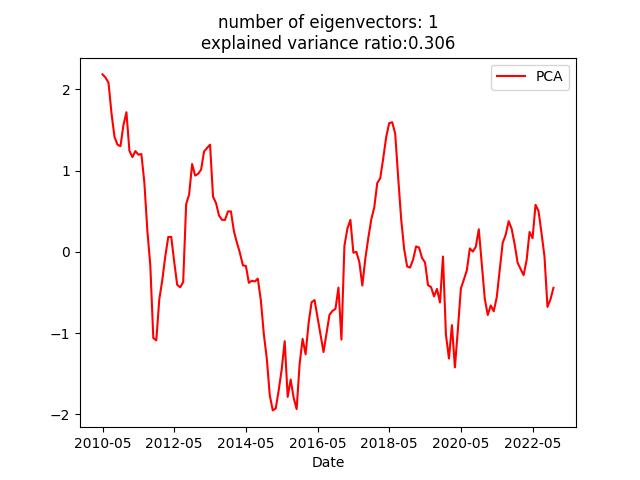 number of eigenvectors: 1
explained variance ratio:0.306
PCA
2
1
0
−1
−2
2010-05 2012-05 2014-05 2016-05 2018-05 2020-05 2022-05
Date